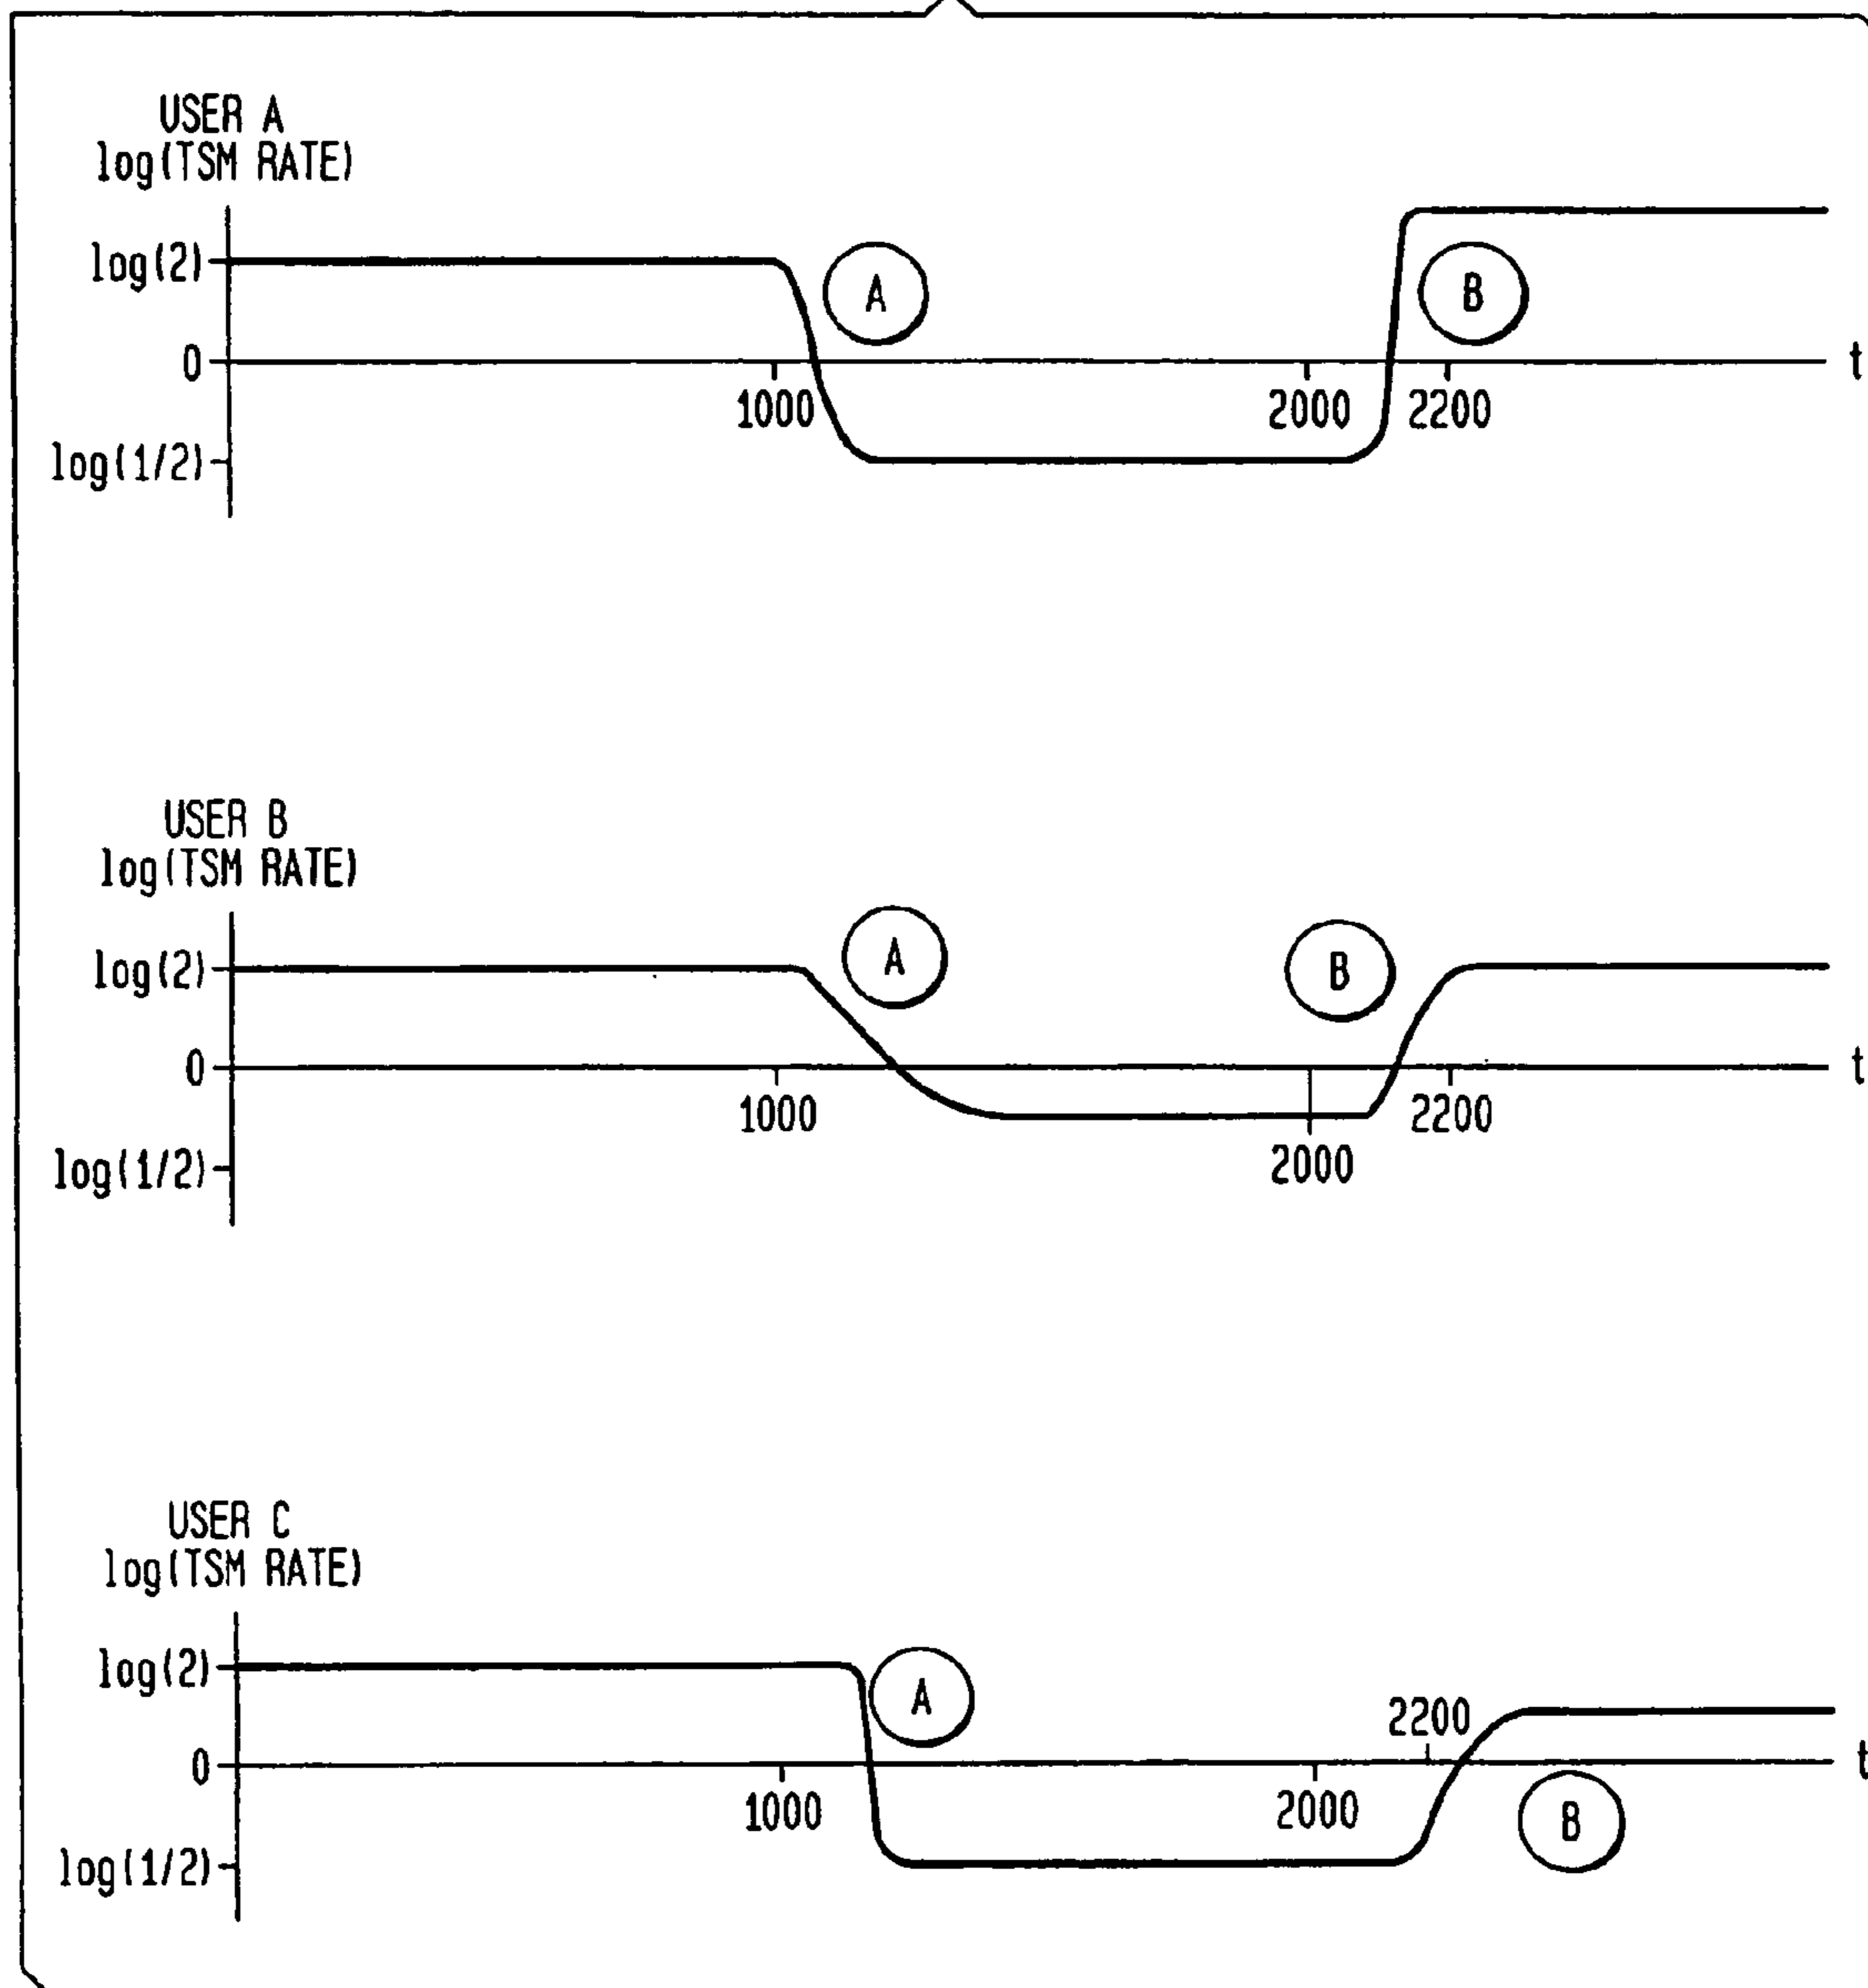 USER A
log(TSM RATE)
log(2)
A
B
0
t
1000
2000
2200
log(1/2)
USER B
log(TSM RATE)
log(2)
A
B
0
t
1000
2200
2000
log(1/2)
USER C
log(TSM RATE)
log(2)
A
2200
0
t
1000
2000
B
log(1/2)